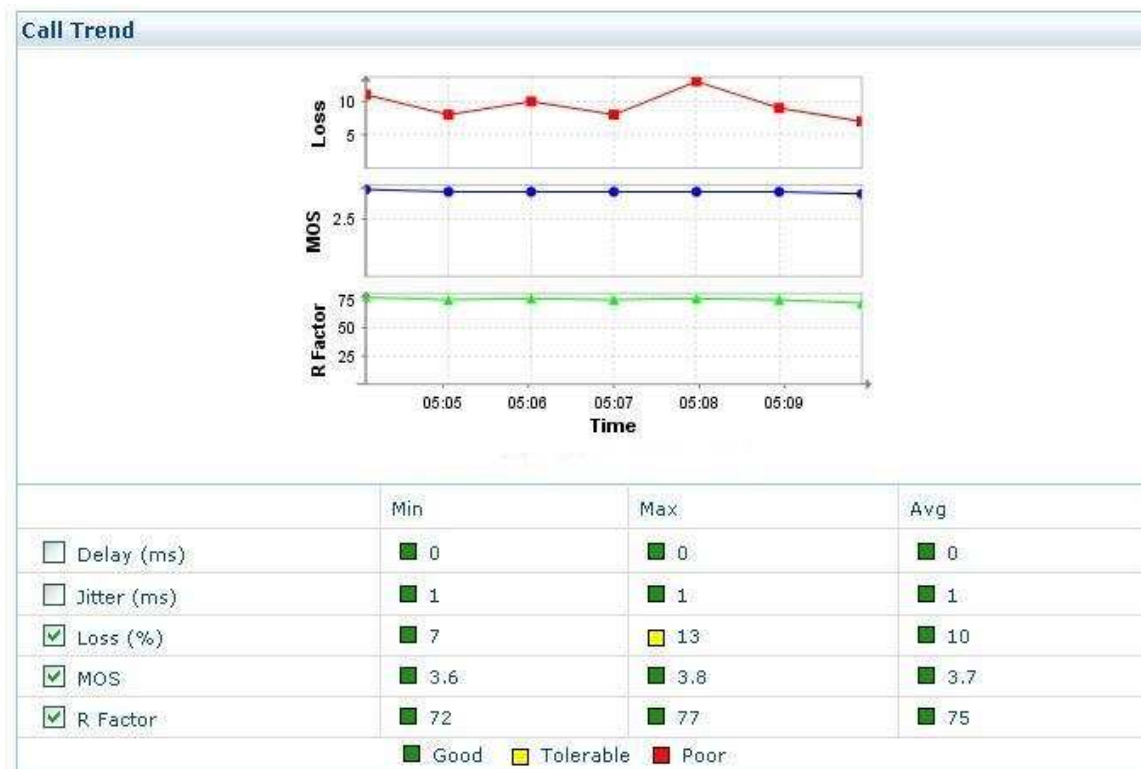 Call Trend
Loss
10
5
MOS
2.5
R Factor
75
50
25
05:05 05:06 05:07 05:08 05:09
Time
Min Max Avg
Delay (ms) 0 0 0
Jitter (ms) 1 1 1
Loss (%) 7 13 10
MOS 3.6 3.8 3.7
R Factor 72 77 75
Good Tolerable Poor